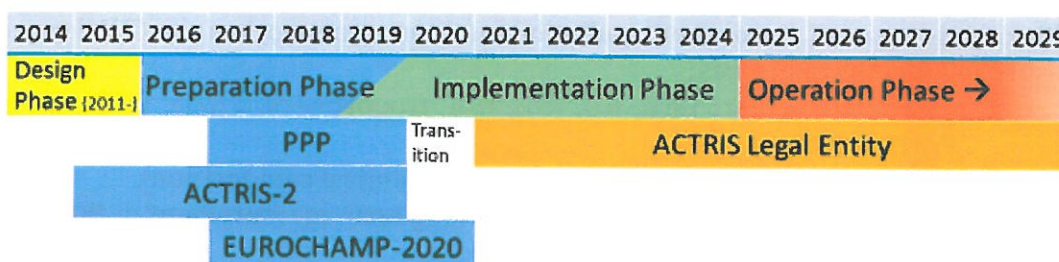 2014 2015 2016 2017 2018 2019 2020 2021 2022 2023 2024 2025 2026 2027 2028 2029
Design
Phase (2011-)
Preparation Phase
Implementation Phase
Operation Phase →
PPP
Trans-
ition
ACTRIS Legal Entity
ACTRIS-2
EUROCHAMP-2020